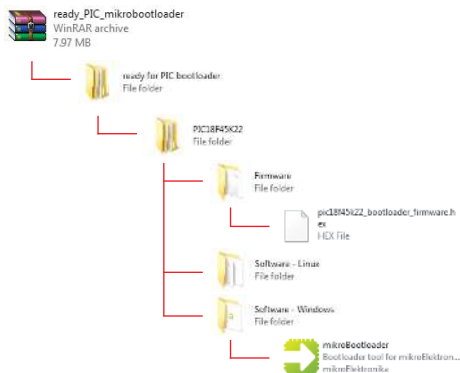 ready_PIC_mikrobootloader
WinRAR archive
7.97 MB
ready for PIC bootloader
File folder
PIC18F45K22
File folder
Firmware
File folder
pic18f45k22_bootloader_firmware.h
ex
HEX File
Software - Linux
File folder
Software - Windows
File folder
mikroBootloader
Bootloader tool for mikroElektron...
mikroElektronika